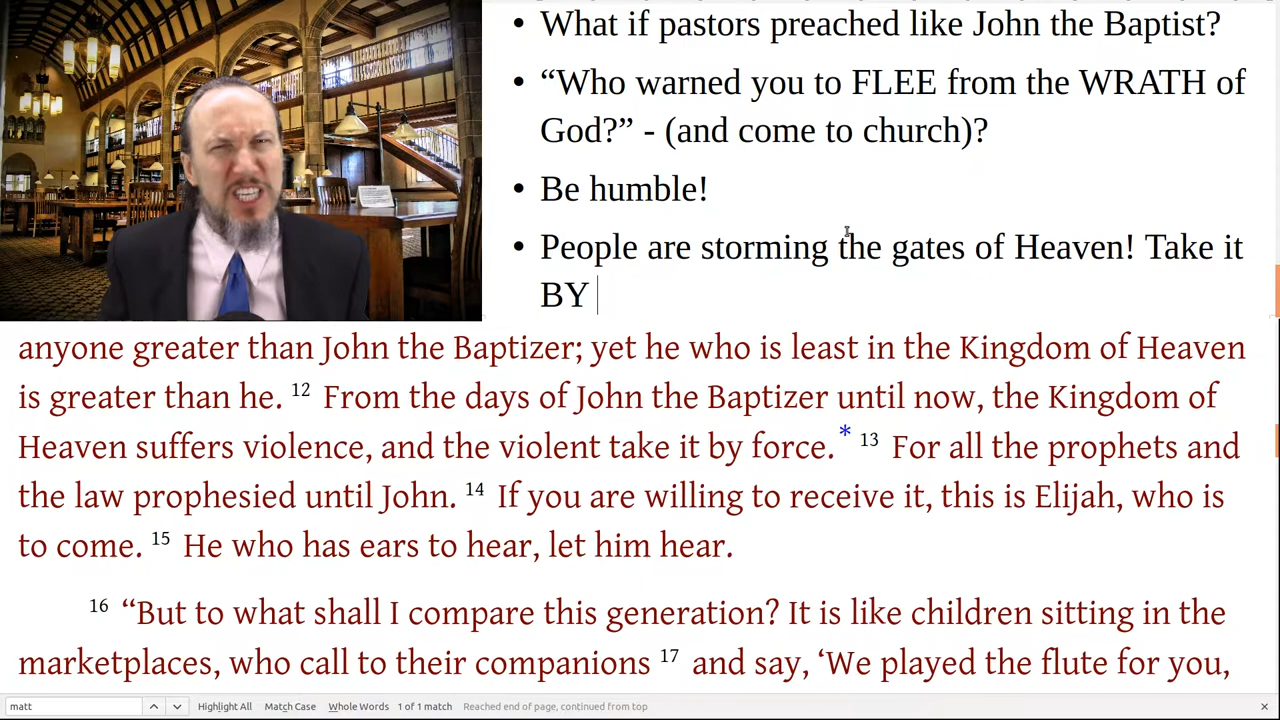 • What if pastors preached like John the Baptist?
• “Who warned you to FLEE from the WRATH of
God?” - (and come to church)?
• Be humble!
• People are storming the gates of Heaven! Take it
BY
anyone greater than John the Baptizer; yet he who is least in the Kingdom of Heaven
is greater than he. 12 From the days of John the Baptizer until now, the Kingdom of
Heaven suffers violence, and the violent take it by force.* 13 For all the prophets and
the law prophesied until John. 14 If you are willing to receive it, this is Elijah, who is
to come. 15 He who has ears to hear, let him hear.
16 “But to what shall I compare this generation? It is like children sitting in the
marketplaces, who call to their companions 17 and say, ‘We played the flute for you,
matt Highlight All Match Case Whole Words 1 of 1 match Reached end of page, continued from top